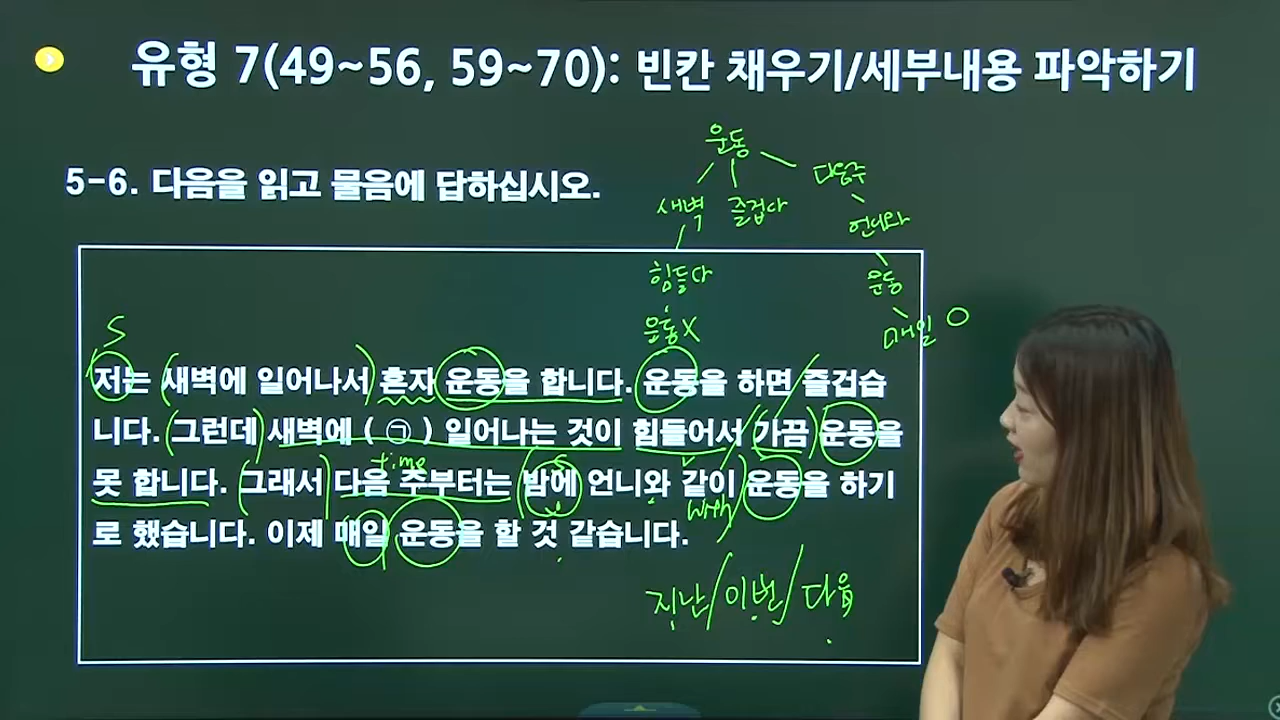 유형 7(49~56, 59~70): 빈칸 채우기/세부내용 파악하기
5-6. 다음을 읽고 물음에 답하십시오.
운동
새벽 즐겁다 다음주
힘들다 언니와
운동X 운동
매일 O
S
저는 새벽에 일어나서 혼자 운동을 합니다. 운동을 하면 즐겁습
니다. 그런데 새벽에 ( ㉠ ) 일어나는 것이 힘들어서 가끔 운동을
time
못 합니다. 그래서 다음 주부터는 밤에 언니와 같이 운동을 하기
로 했습니다. 이제 매일 운동을 할 것 같습니다.
지난/이번/다음